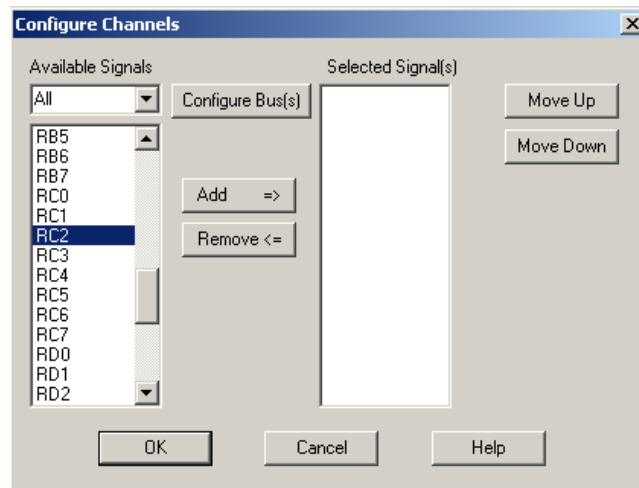 Configure Channels
Available Signals
Selected Signal(s)
All
Configure Bus(s)
Move Up
Move Down
RB5
RB6
RB7
RC0
RC1
RC2
RC3
RC4
RC5
RC6
RC7
RD0
RD1
RD2
Add =>
Remove <=
OK
Cancel
Help